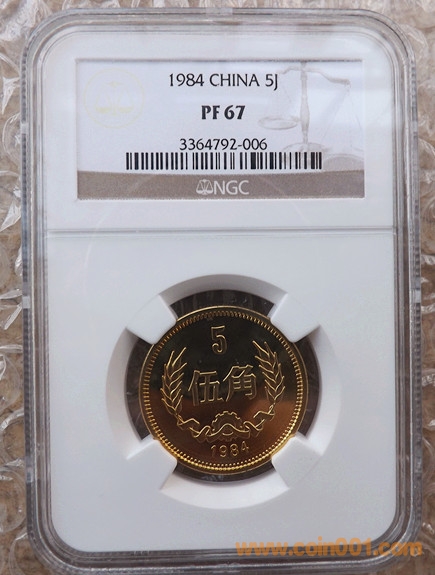 1984 CHINA 5J
PF 67
3364792-006
NGC
5
伍角
1984
www.coin001.com